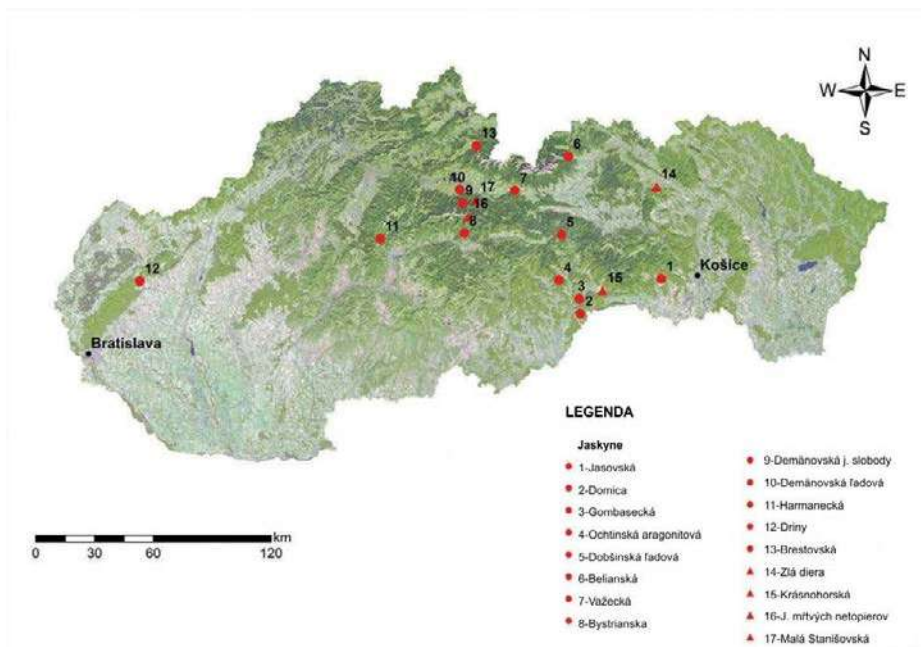 N
W E
S
13
6
10
17
7
14
9
16
8
5
11
12
4
15
1
Košice
3
2
Bratislava
LEGENDA
Jaskyne
1-Jasovská
2-Domica
3-Gombasecká
4-Ochtinská aragonitová
5-Dobšinská ľadová
6-Belianská
7-Važecká
8-Bystrianska
9-Demänovská j. slobody
10-Demänovská ľadová
11-Harmanecká
12-Driny
13-Brestovská
14-Zlá diera
15-Krásnohorská
16-J. mŕtvych netopierov
17-Malá Stanišovská
km
0 30 60 120